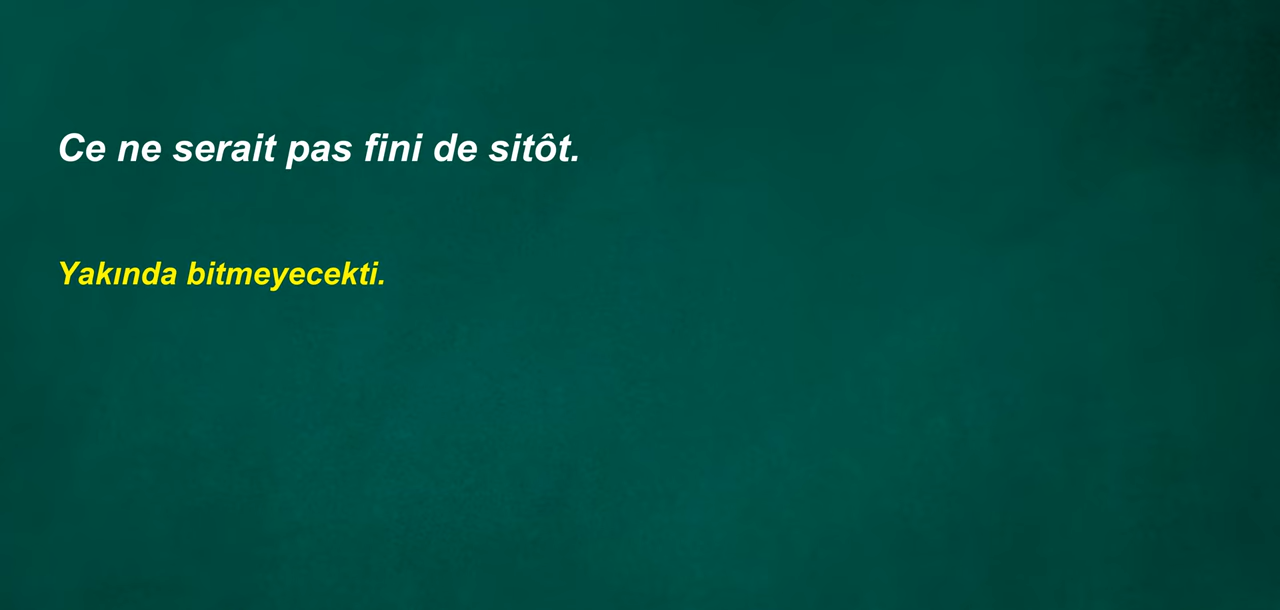 Ce ne serait pas fini de sitôt.
Yakında bitmeyecekti.